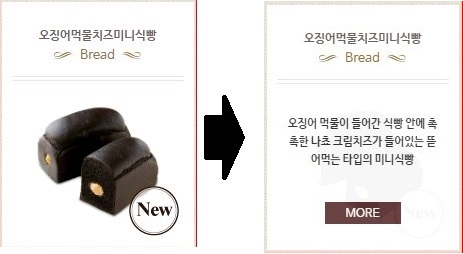 오징어먹물치즈미니식빵
Bread
New
오징어먹물치즈미니식빵
Bread
오징어 먹물이 들어간 식빵 안에 촉
촉한 나쵸 크림치즈가 들어있는 뜯
어먹는 타입의 미니식빵
MORE
New